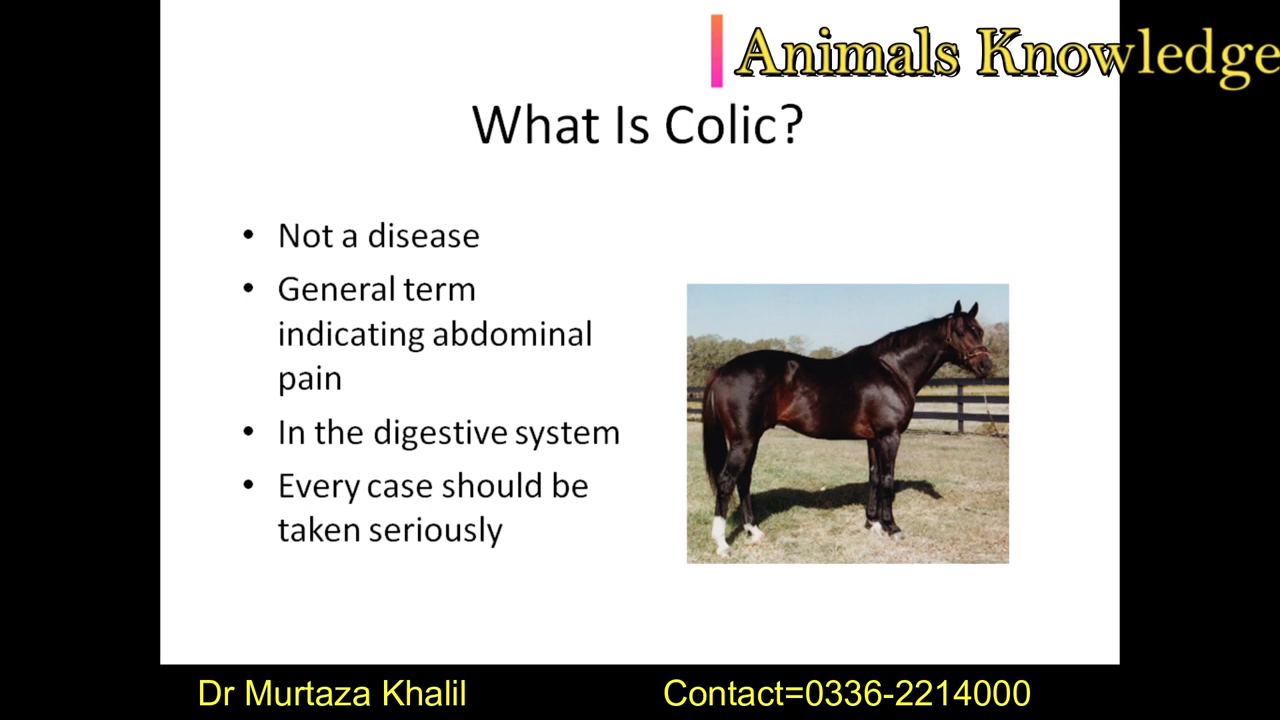 Animals Knowledge
What Is Colic?
• Not a disease
• General term
indicating abdominal
pain
• In the digestive system
• Every case should be
taken seriously
Dr Murtaza Khalil Contact=0336-2214000